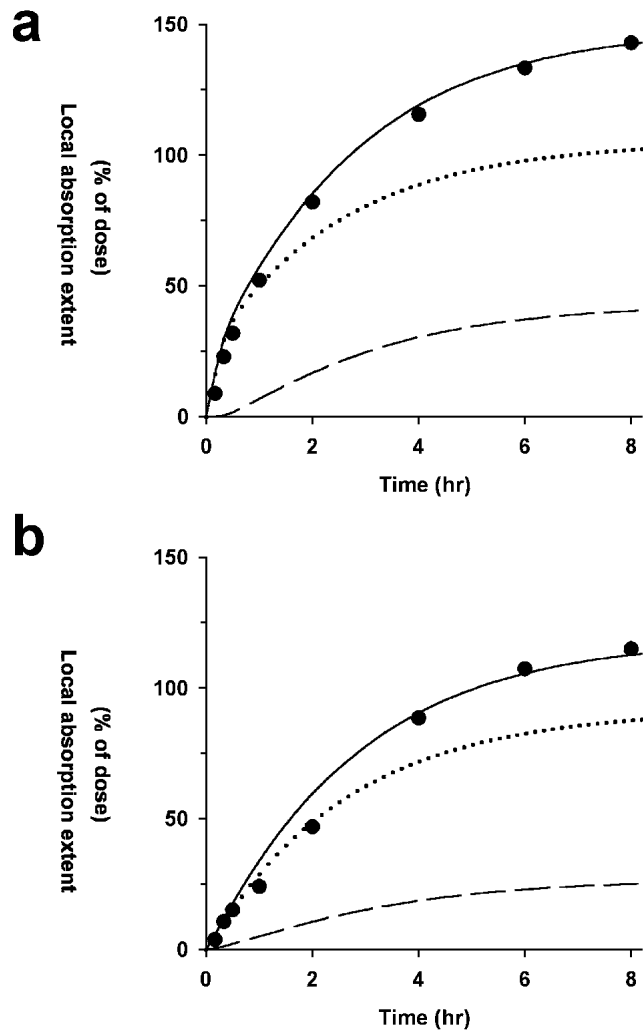 a
150
100
50
0
Local absorption extent
(% of dose)
0 2 4 6 8
Time (hr)
b
150
100
50
0
Local absorption extent
(% of dose)
0 2 4 6 8
Time (hr)